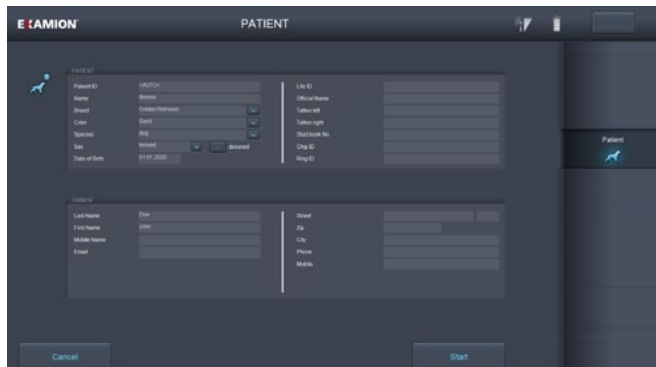 EXAMION
PATIENT
PATIENT
Patient ID
<AUTO>
Name
Breed
Golden Retriever
Color
Sand
Species
dog
Sex
female
deceased
Date of Birth
01.01.2020
Life ID
Official Name
Tattoo left
Tattoo right
Stud book No
Chip ID
Ring ID
Patient
OWNER
Last Name
Doe
First Name
John
Middle Name
Email
Street
Zip
City
Phone
Mobile
Cancel
Start